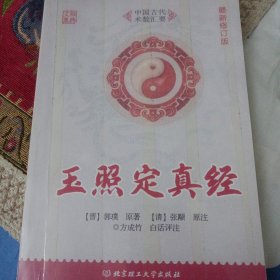 中国古代
术数汇要
最新修订版
玉照定真经
【晋】郭璞 原著 【清】张颙 原注
◎方成竹 白话评注
北京理工大学出版社